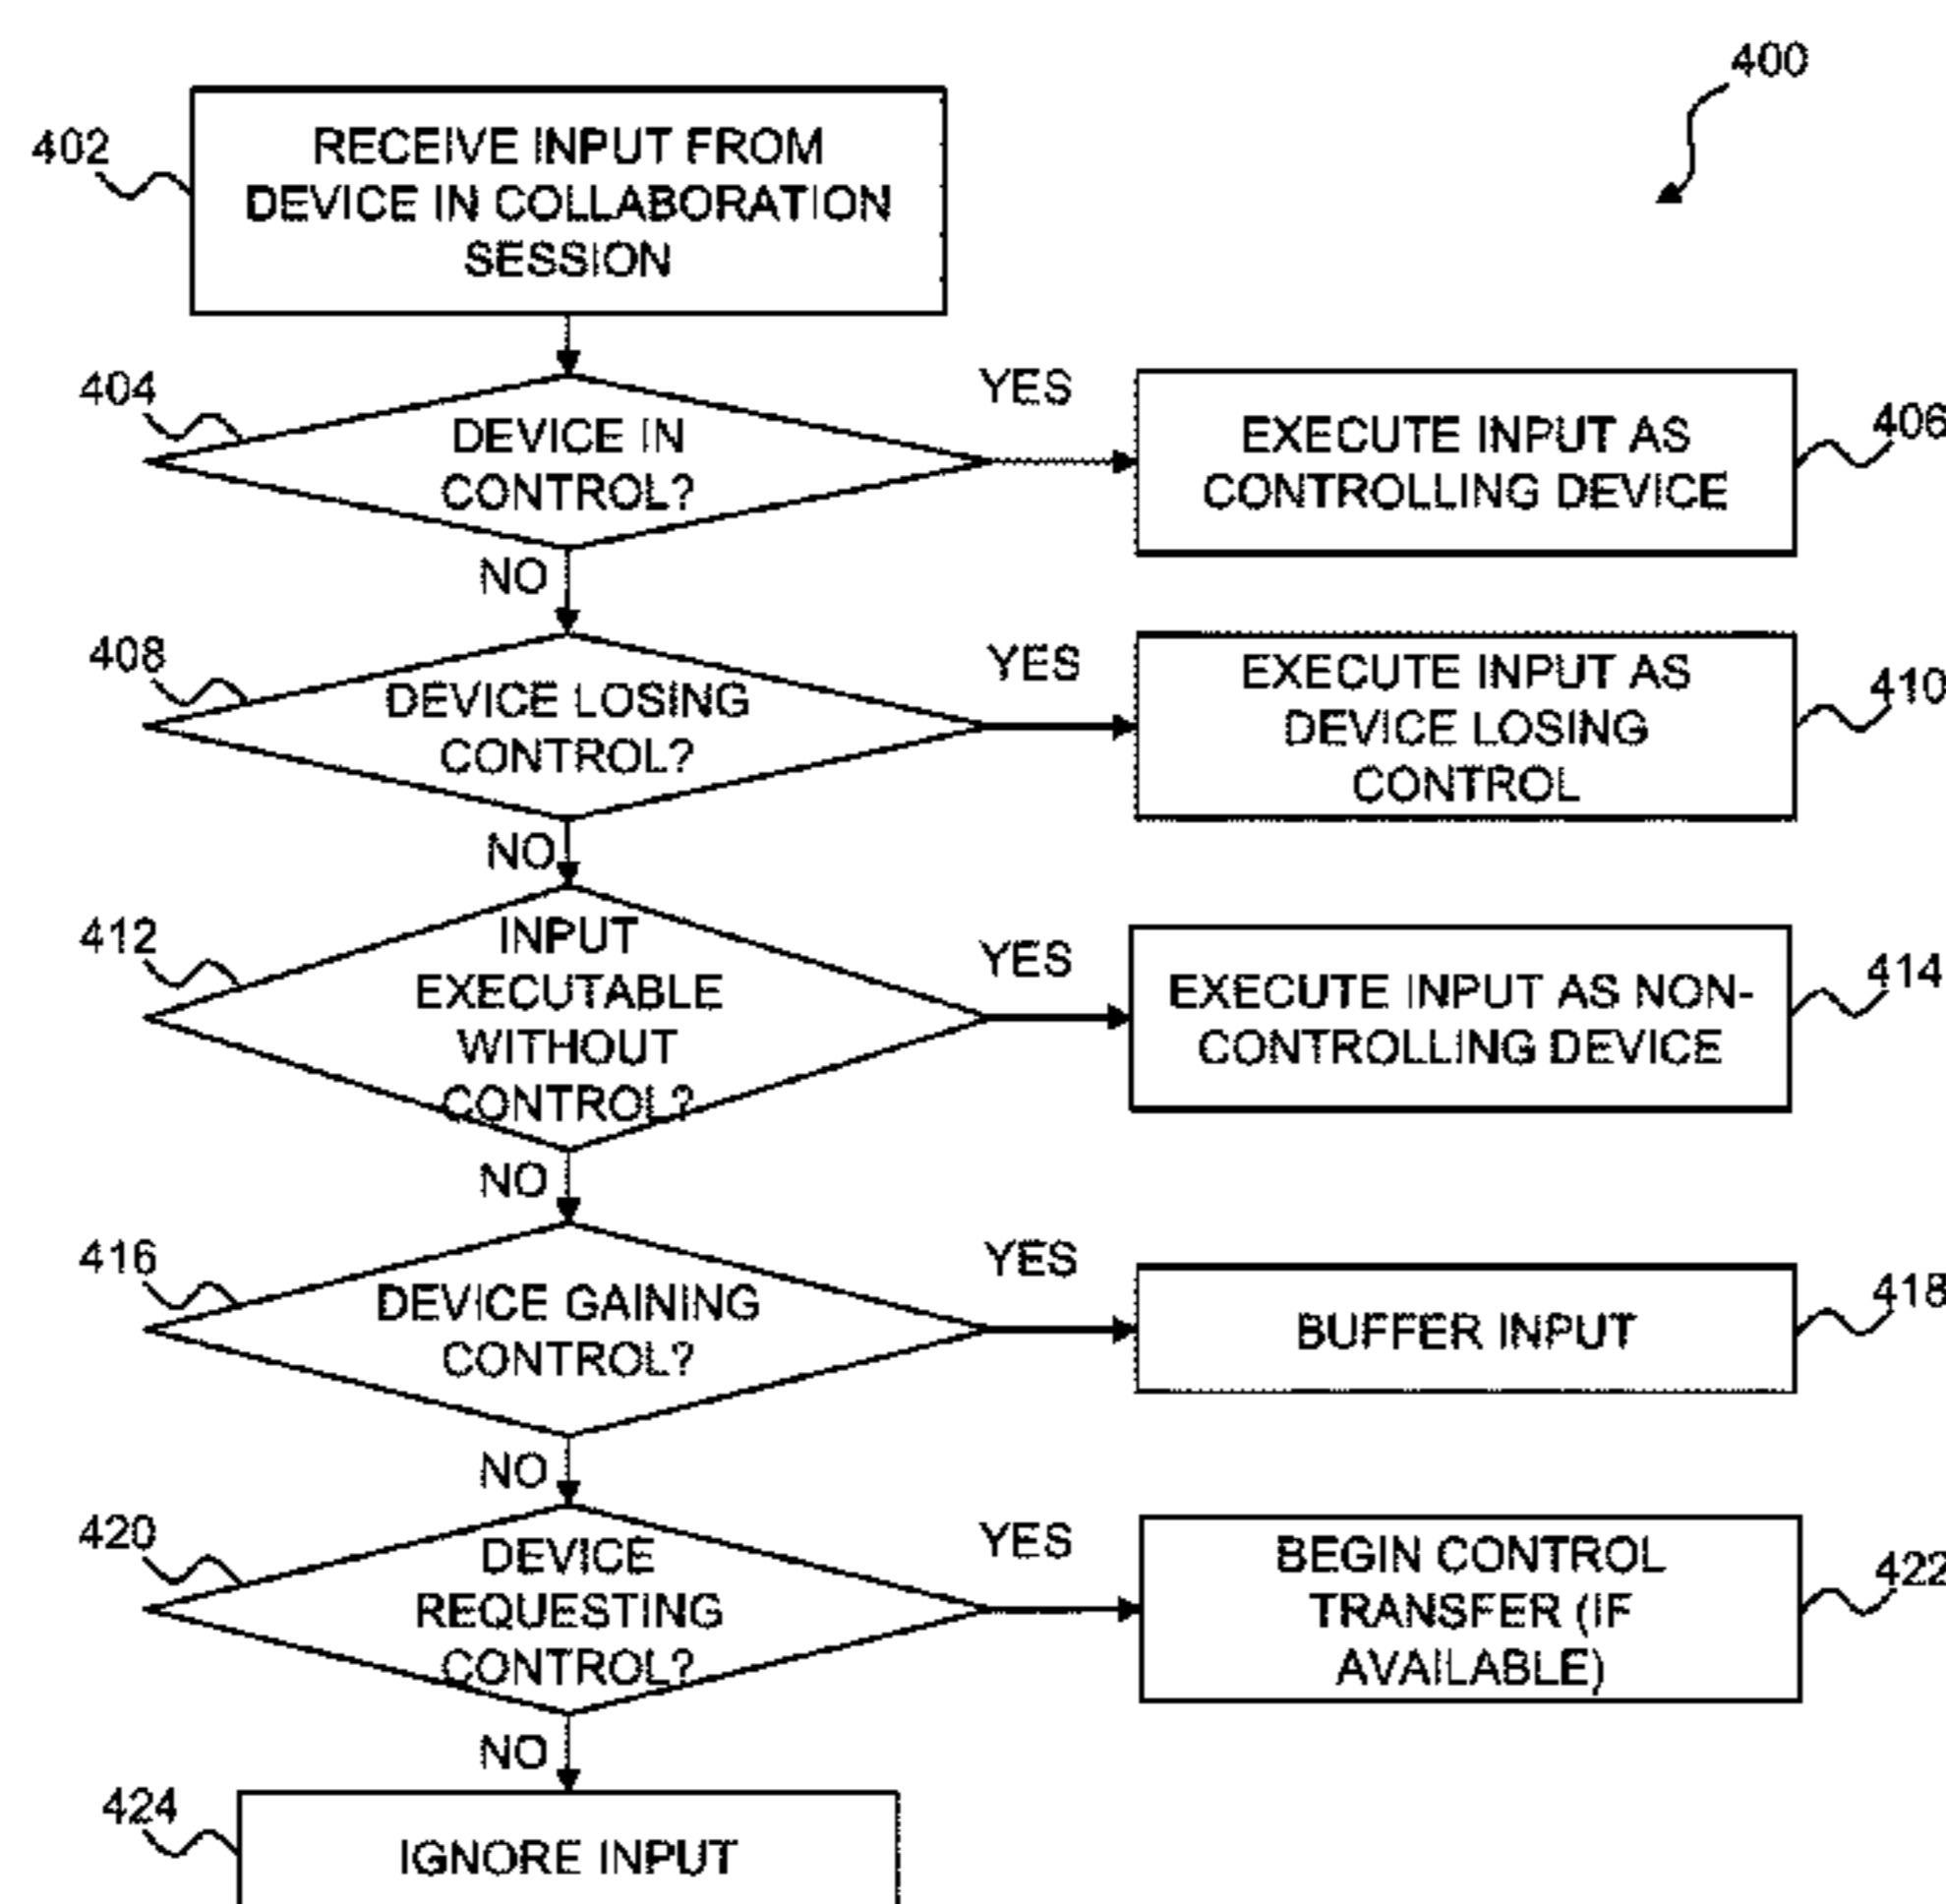 400
402
RECEIVE INPUT FROM
DEVICE IN COLLABORATION
SESSION
404
DEVICE IN
CONTROL?
YES
EXECUTE INPUT AS
CONTROLLING DEVICE
406
NO
408
DEVICE LOSING
CONTROL?
YES
EXECUTE INPUT AS
DEVICE LOSING
CONTROL
410
NO
412
INPUT
EXECUTABLE
WITHOUT
CONTROL?
YES
EXECUTE INPUT AS NON-
CONTROLLING DEVICE
414
NO
416
DEVICE GAINING
CONTROL?
YES
BUFFER INPUT
418
NO
420
DEVICE
REQUESTING
CONTROL?
YES
BEGIN CONTROL
TRANSFER (IF
AVAILABLE)
422
NO
424
IGNORE INPUT